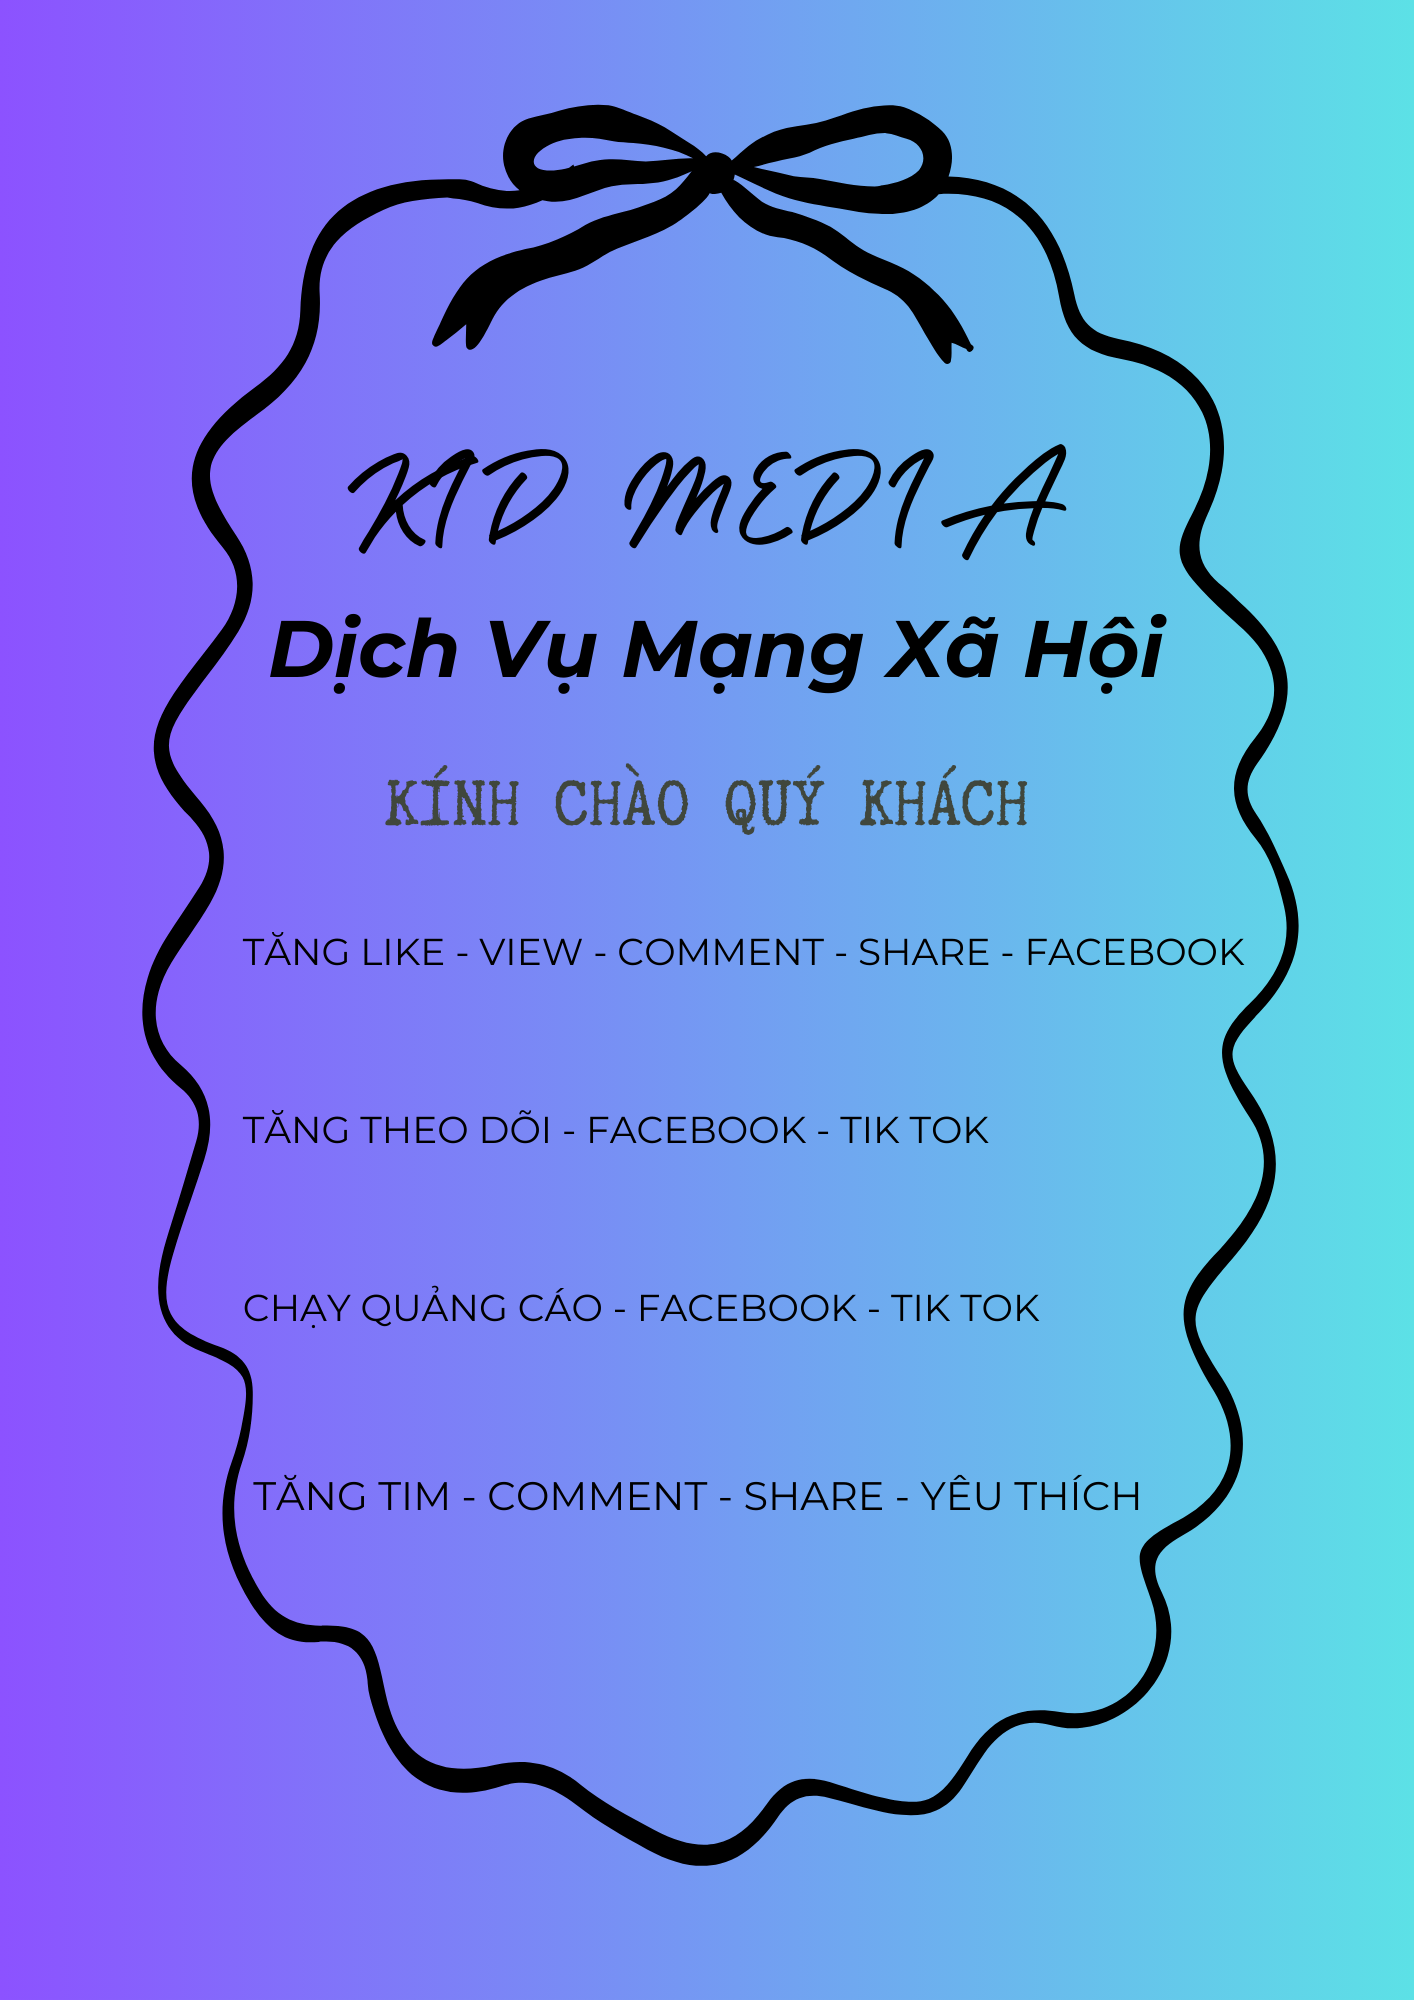 KID MEDIA
Dịch Vụ Mạng Xã Hội
KÍNH CHÀO QUÝ KHÁCH
TĂNG LIKE - VIEW - COMMENT - SHARE - FACEBOOK
TĂNG THEO DÕI - FACEBOOK - TIK TOK
CHẠY QUẢNG CÁO - FACEBOOK - TIK TOK
TĂNG TIM - COMMENT - SHARE - YÊU THÍCH